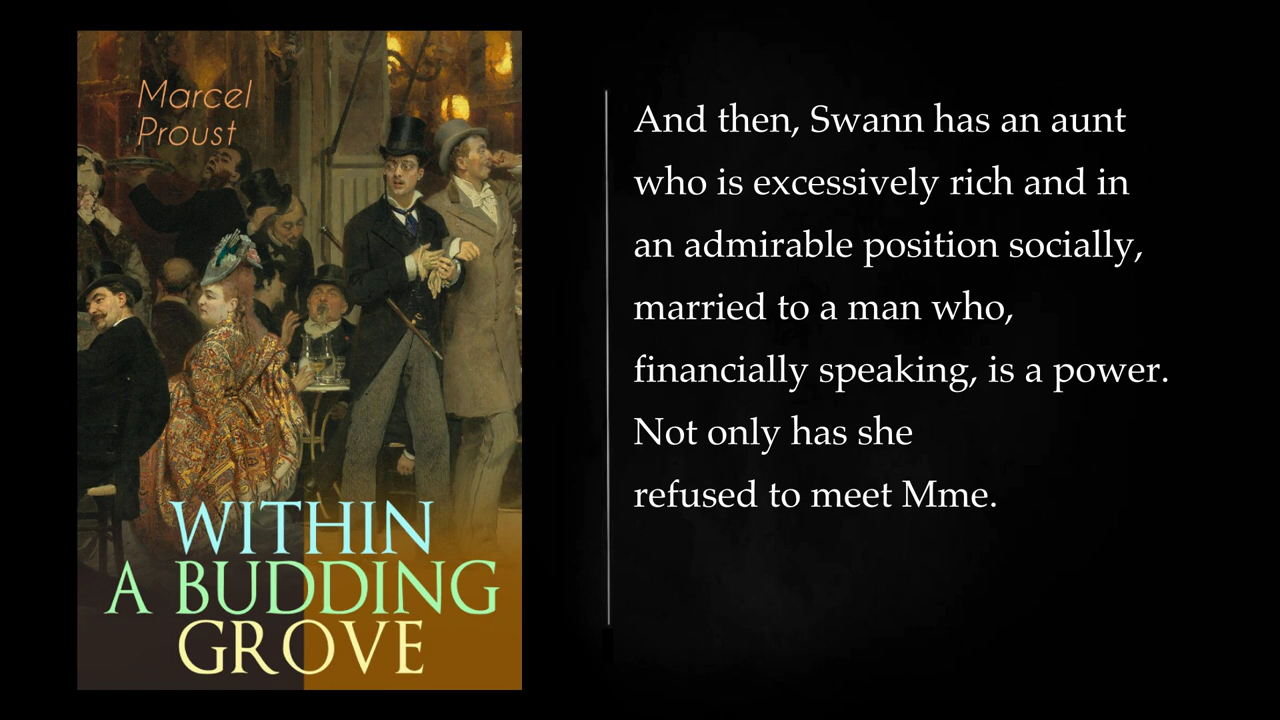 Marcel
Proust
WITHIN
A BUDDING
GROVE
And then, Swann has an aunt
who is excessively rich and in
an admirable position socially,
married to a man who,
financially speaking, is a power.
Not only has she
refused to meet Mme.